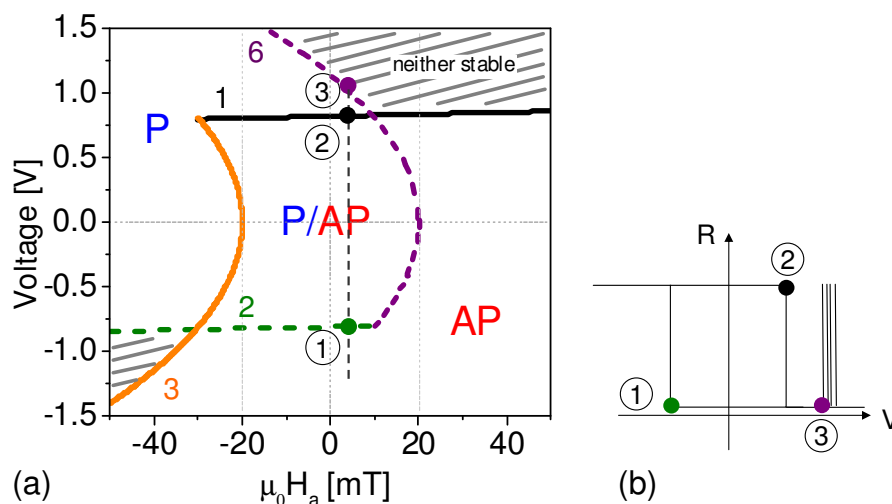 1.5
1.0
0.5
0.0
-0.5
-1.0
-1.5
Voltage [V]
-40
-20
0
20
40
μ₀Hₐ [mT]
6
neither stable
1
3
P
2
P/AP
2
AP
1
3
(a)
R
2
1
3
V
(b)